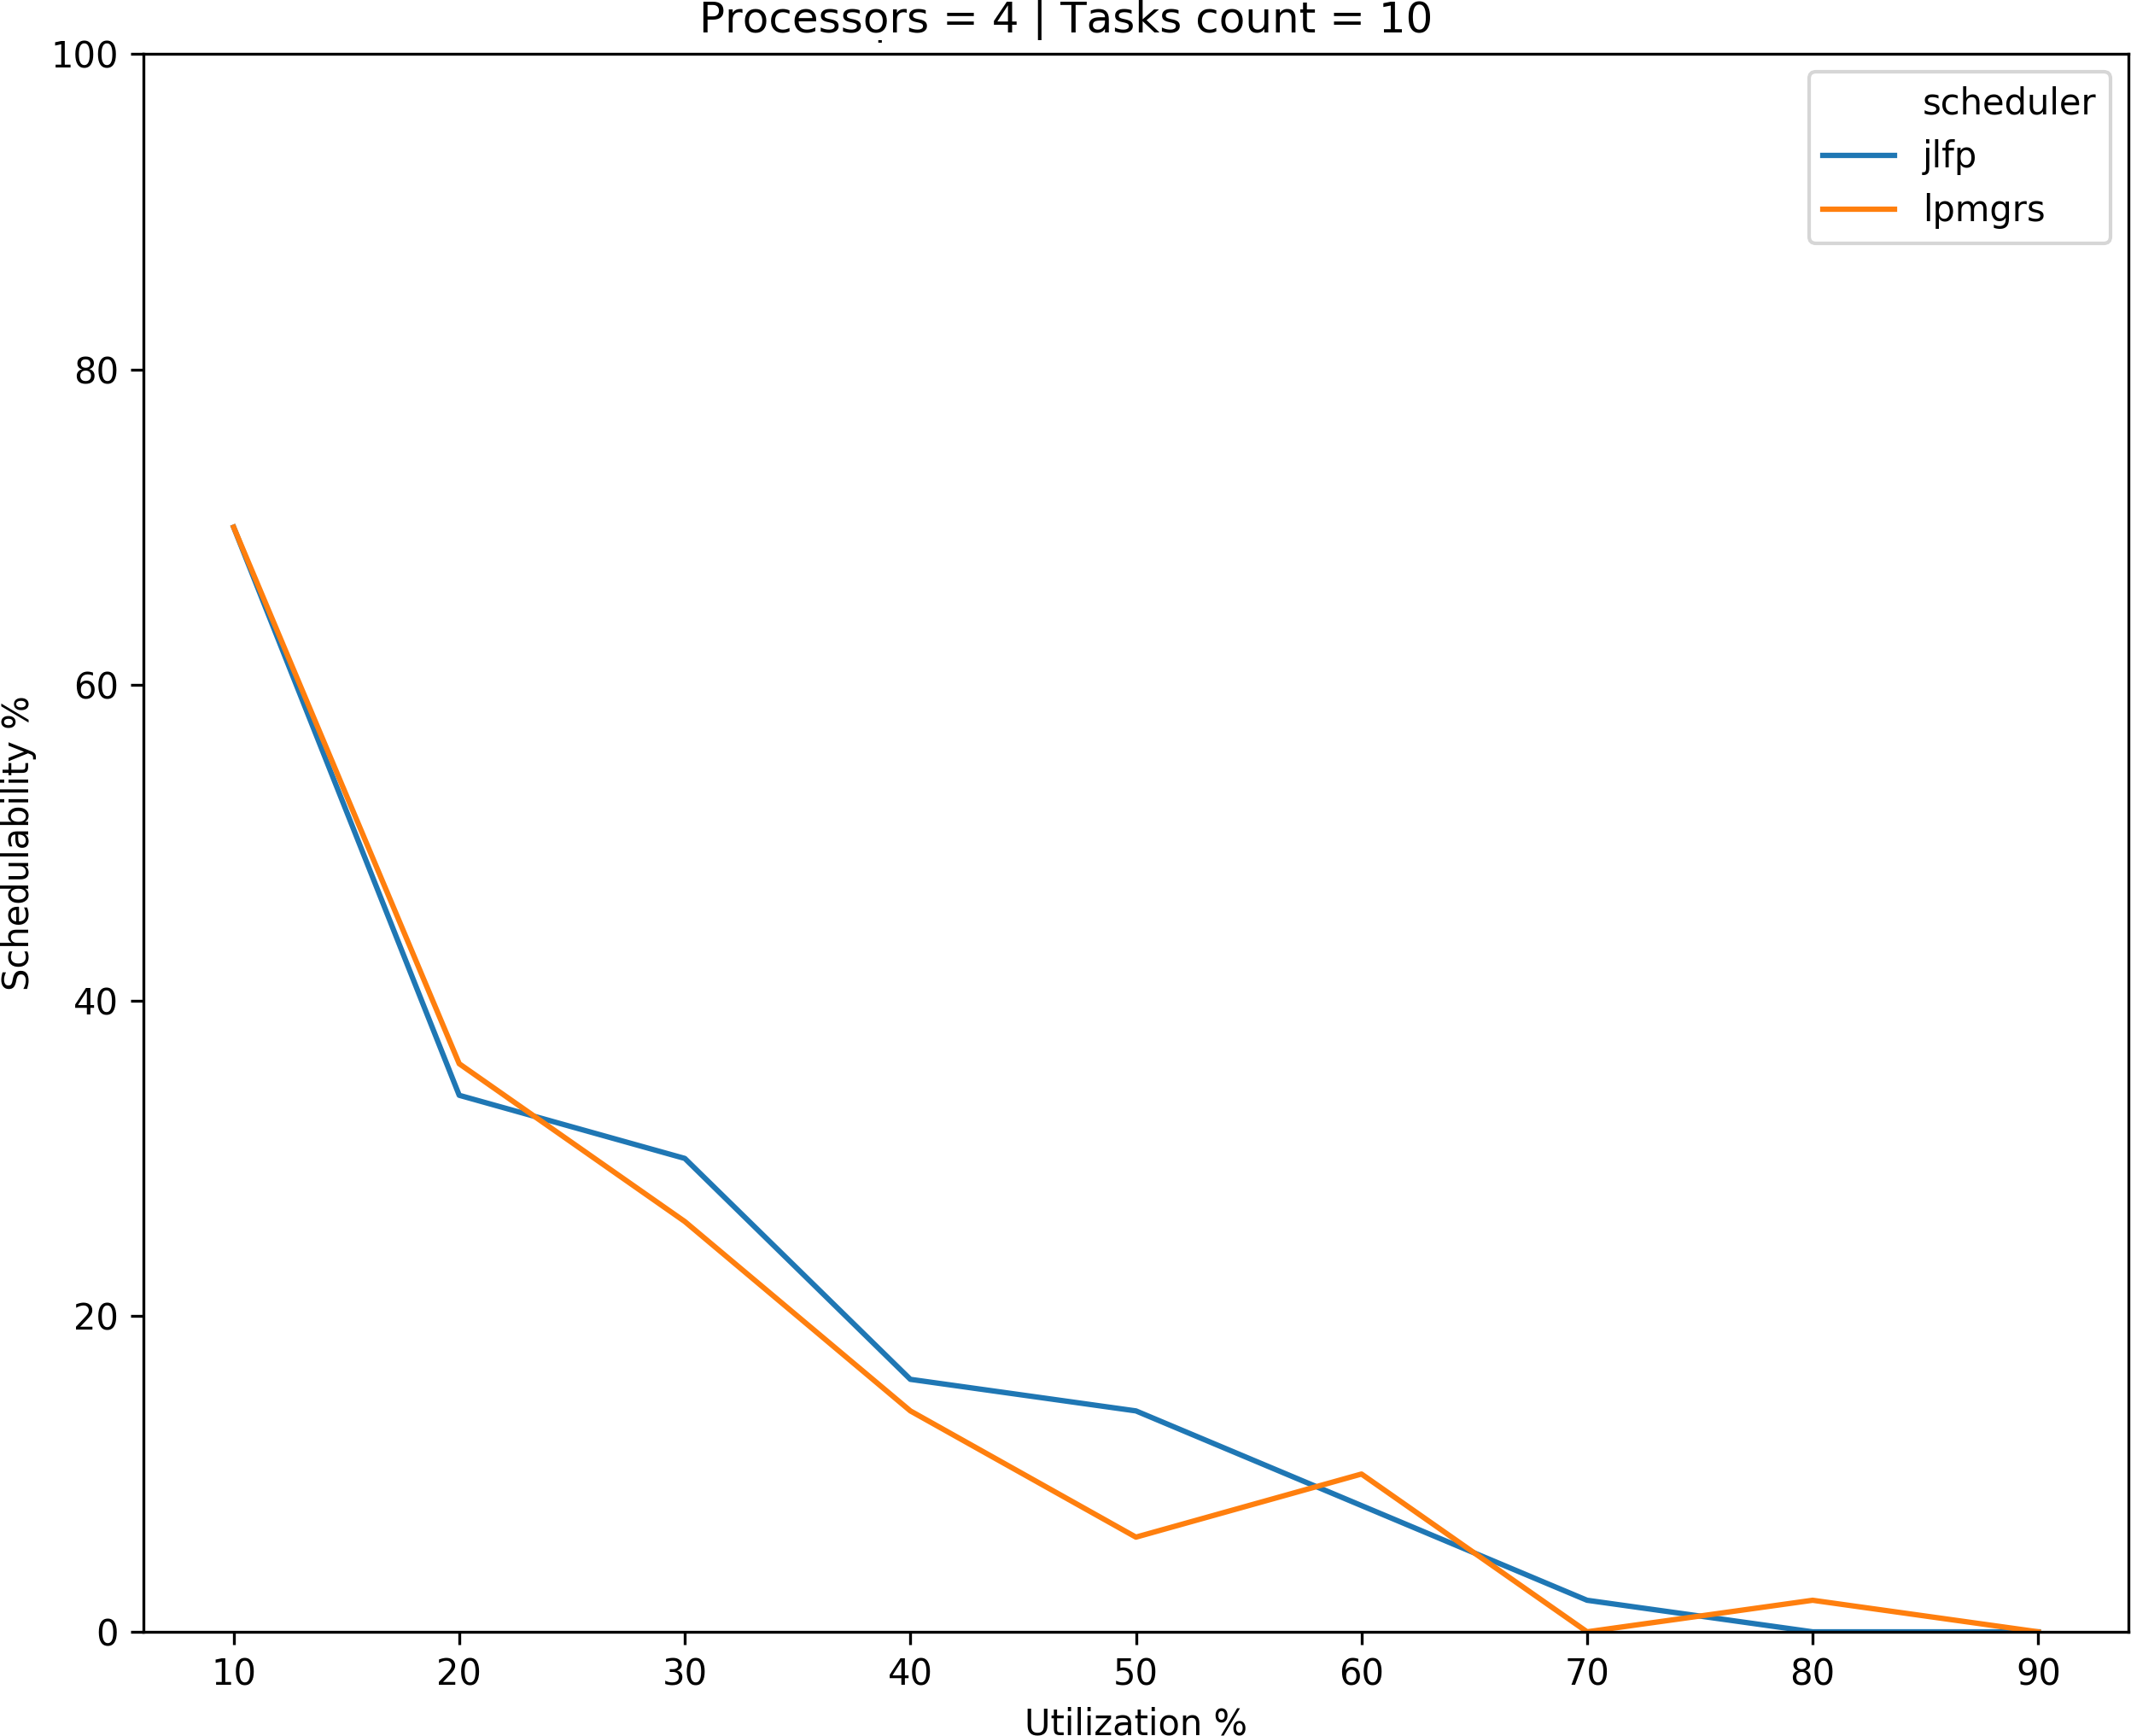 Processors = 4 | Tasks count = 10
100
80
60
40
20
0
Schedulability %
scheduler
jlfp
lpmgrs
10 20 30 40 50 60 70 80 90
Utilization %